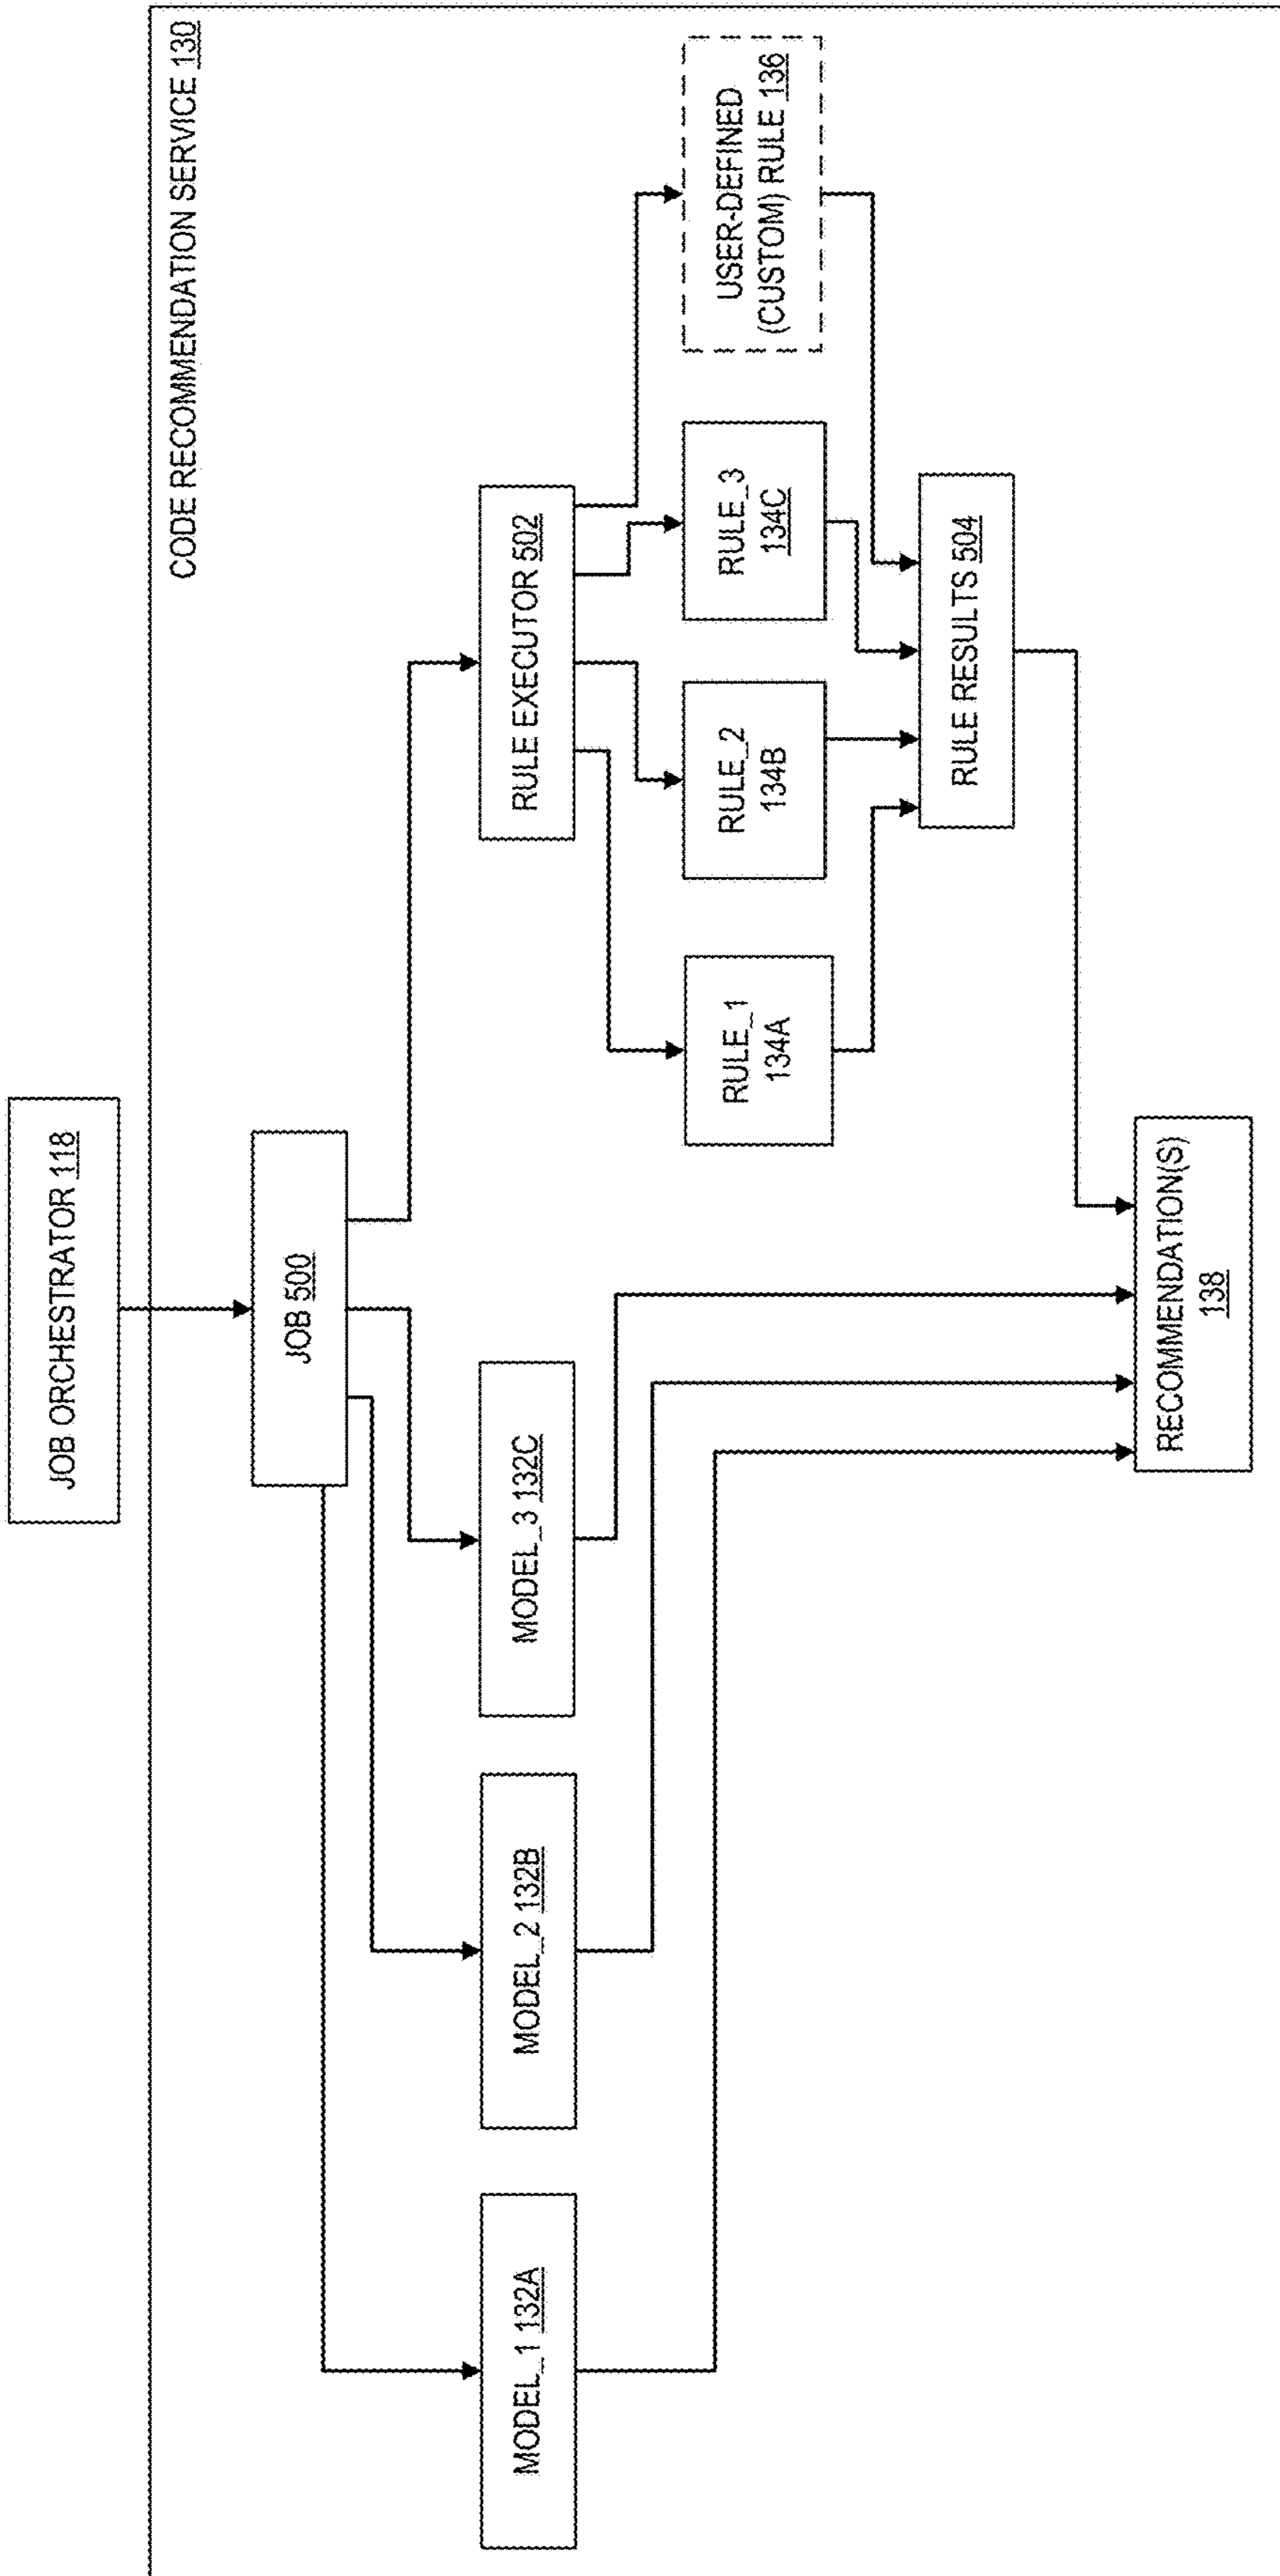 JOB ORCHESTRATOR 118
CODE RECOMMENDATION SERVICE 130
JOB 500
MODEL_1 132A
MODEL_2 132B
MODEL_3 132C
RULE EXECUTOR 502
RULE_1
134A
RULE_2
134B
RULE_3
134C
USER-DEFINED
(CUSTOM) RULE 136
RULE RESULTS 504
RECOMMENDATION(S)
138